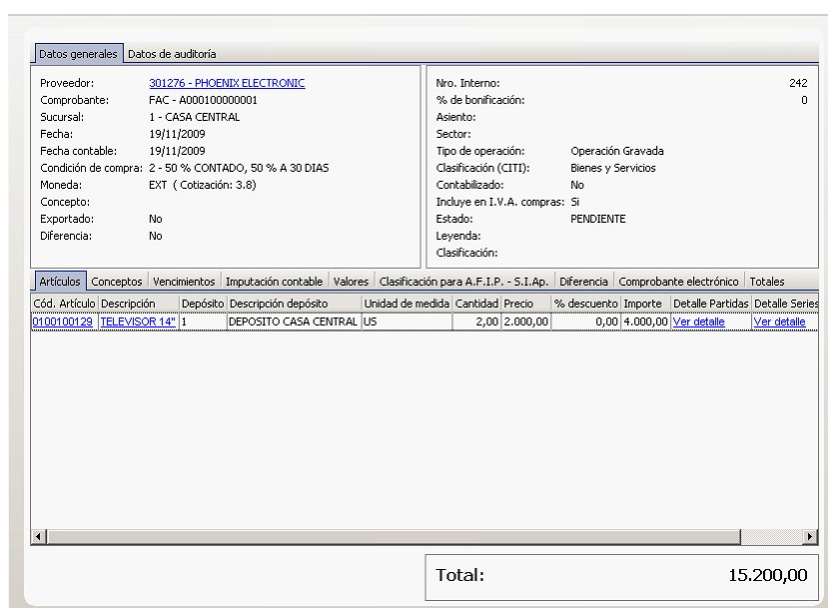 Datos generales Datos de auditoría
Proveedor: 301276 - PHOENIX ELECTRONIC
Comprobante: FAC - A000100000001
Sucursal: 1 - CASA CENTRAL
Fecha: 19/11/2009
Fecha contable: 19/11/2009
Condición de compra: 2 - 50 % CONTADO, 50 % A 30 DIAS
Moneda: EXT ( Cotización: 3.8)
Concepto:
Exportado: No
Diferencia: No
Nro. Interno: 242
% de bonificación: 0
Asiento:
Sector:
Tipo de operación: Operación Gravada
Clasificación (CITI): Bienes y Servicios
Contabilizado: No
Incluye en I.V.A. compras: Si
Estado: PENDIENTE
Leyenda:
Clasificación:
Artículos Conceptos Vencimientos Imputación contable Valores Clasificación para A.F.I.P. - S.I.Ap. Diferencia Comprobante electrónico Totales
Cód. Artículo Descripción Depósito Descripción depósito Unidad de medida Cantidad Precio % descuento Importe Detalle Partidas Detalle Series
0100100129 TELEVISOR 14" 1 DEPOSITO CASA CENTRAL U5 2,00 2.000,00 0,00 4.000,00 Ver detalle Ver detalle
Total: 15.200,00